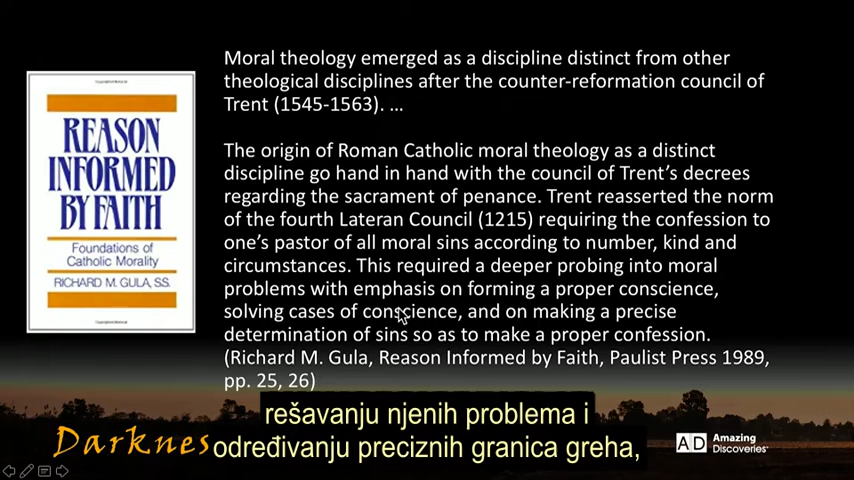 Moral theology emerged as a discipline distinct from other
theological disciplines after the counter-reformation council of
Trent (1545-1563). ...
The origin of Roman Catholic moral theology as a distinct
discipline go hand in hand with the council of Trent's decrees
regarding the sacrament of penance. Trent reasserted the norm
of the fourth Lateran Council (1215) requiring the confession to
one's pastor of all moral sins according to number, kind and
circumstances. This required a deeper probing into moral
problems with emphasis on forming a proper conscience,
solving cases of conscience, and on making a precise
determination of sins so as to make a proper confession.
(Richard M. Gula, Reason Informed by Faith, Paulist Press 1989,
pp. 25, 26)
REASON
INFORMED
BY FAITH
Foundations of
Catholic Morality
RICHARD M. GULA, S.S.
rešavanju njenih problema i
određivanju preciznih granica greha,
Darknes
AD Amazing
Discoveries